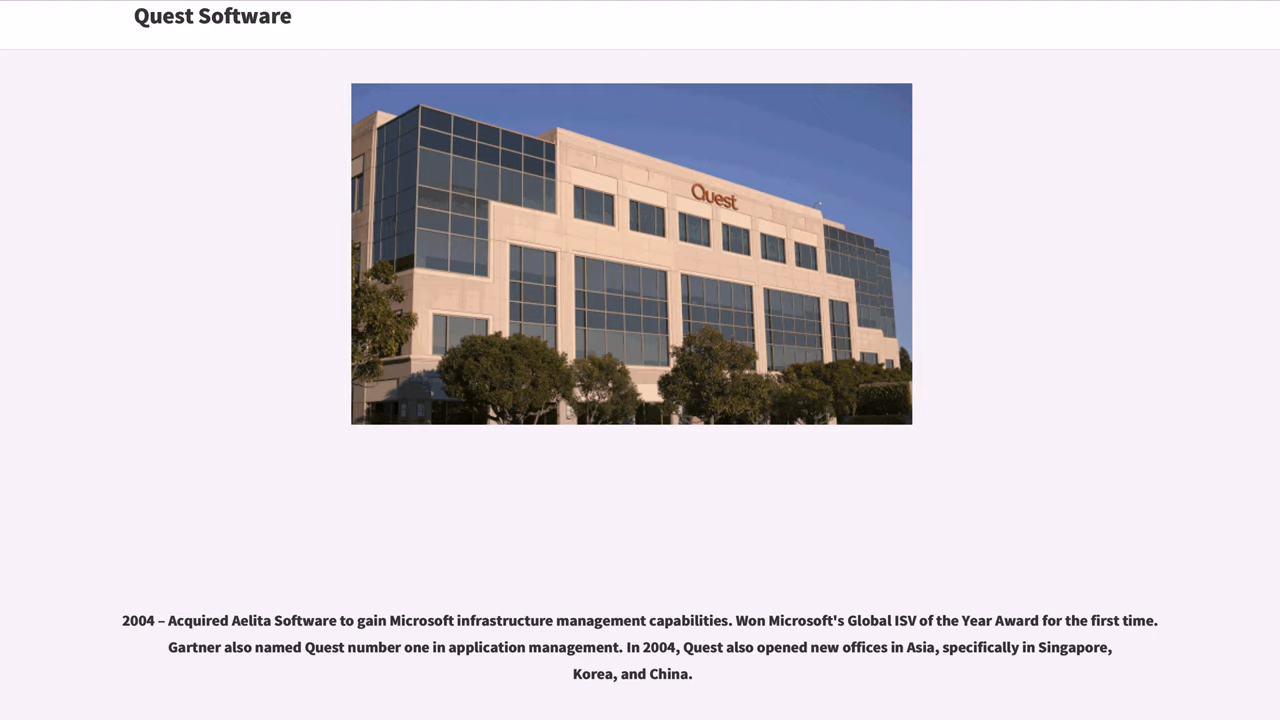 Quest Software
Quest
2004 – Acquired Aelita Software to gain Microsoft infrastructure management capabilities. Won Microsoft's Global ISV of the Year Award for the first time.
Gartner also named Quest number one in application management. In 2004, Quest also opened new offices in Asia, specifically in Singapore,
Korea, and China.